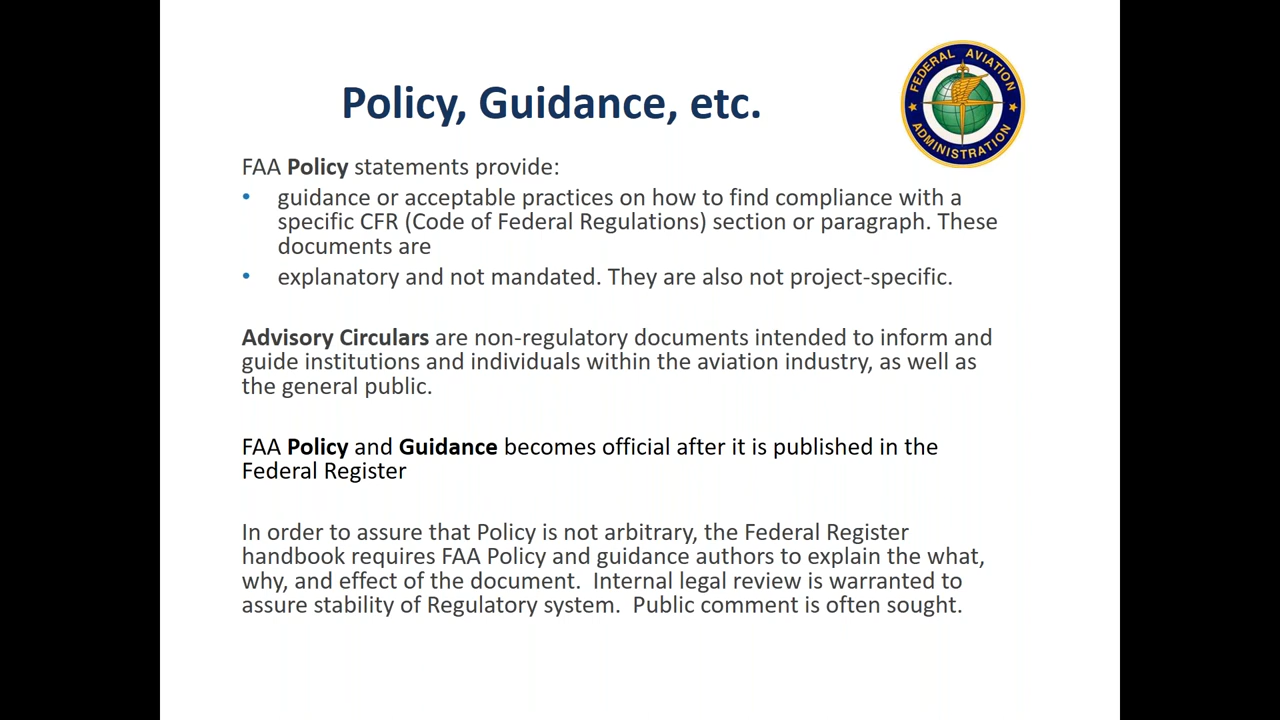 Policy, Guidance, etc.
FEDERAL AVIATION
ADMINISTRATION
FAA Policy statements provide:
• guidance or acceptable practices on how to find compliance with a
specific CFR (Code of Federal Regulations) section or paragraph. These
documents are
• explanatory and not mandated. They are also not project-specific.
Advisory Circulars are non-regulatory documents intended to inform and
guide institutions and individuals within the aviation industry, as well as
the general public.
FAA Policy and Guidance becomes official after it is published in the
Federal Register
In order to assure that Policy is not arbitrary, the Federal Register
handbook requires FAA Policy and guidance authors to explain the what,
why, and effect of the document.  Internal legal review is warranted to
assure stability of Regulatory system.  Public comment is often sought.